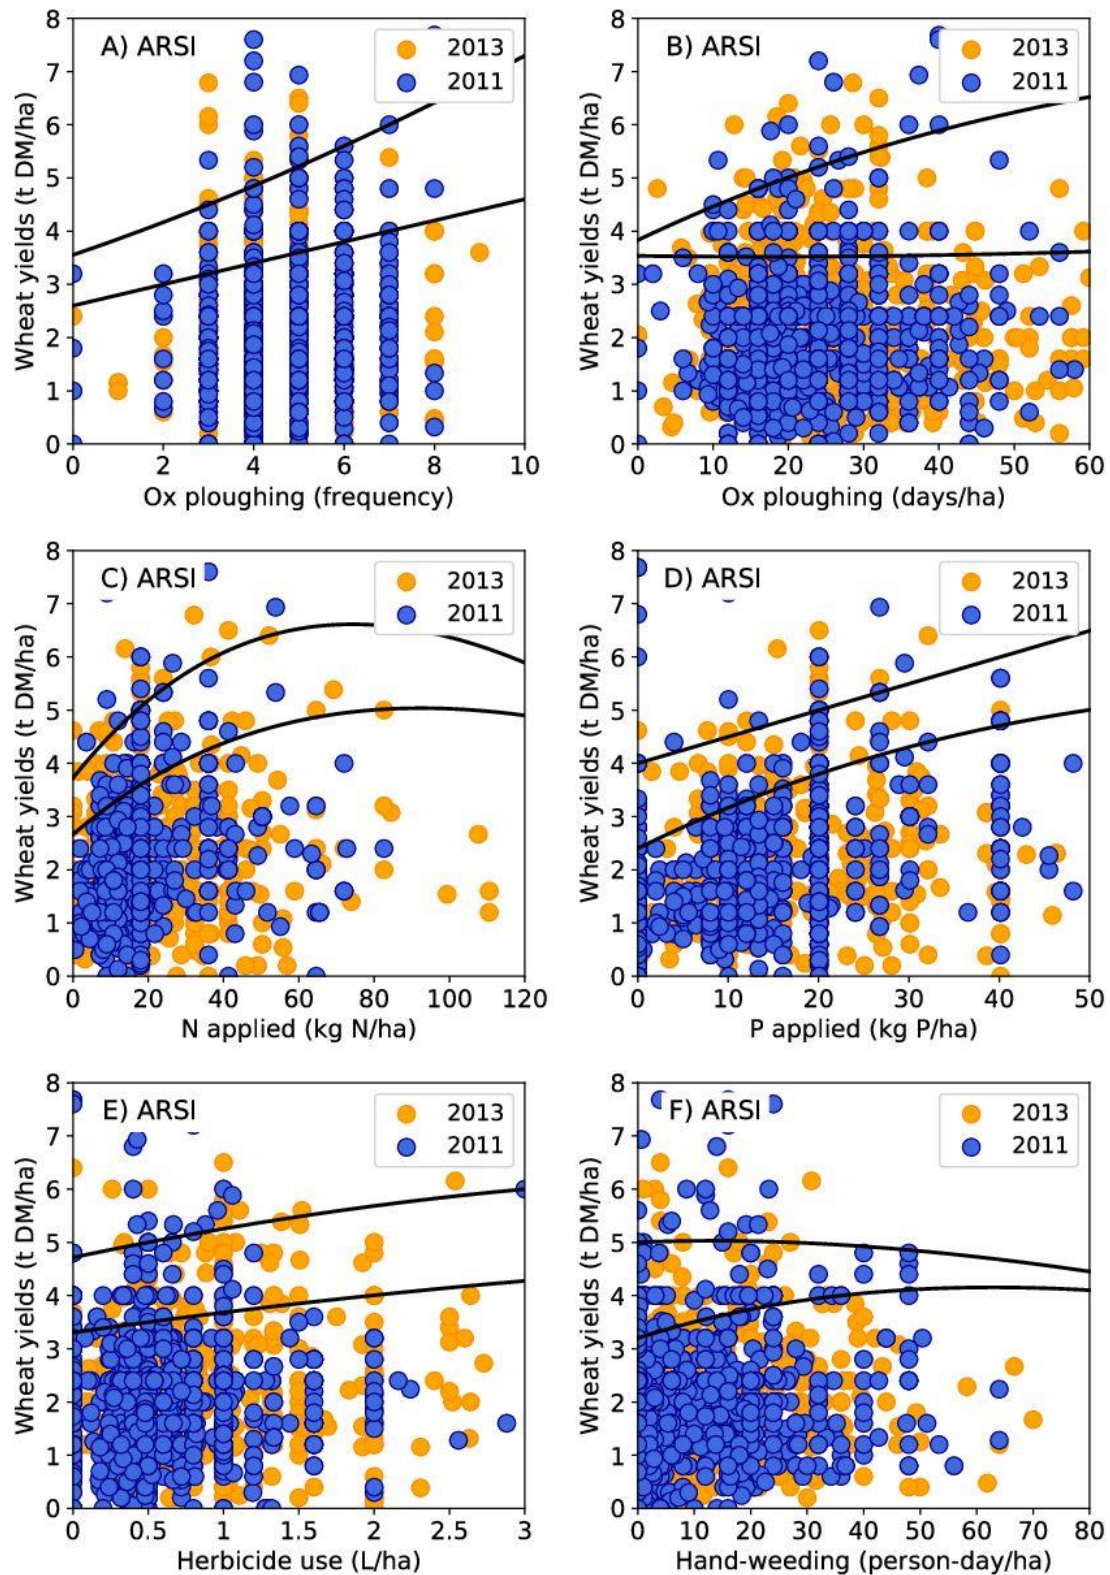 A) ARSI
2013
2011
Wheat yields (t DM/ha)
8
7
6
5
4
3
2
1
0
0 2 4 6 8 10
Ox ploughing (frequency)
B) ARSI
2013
2011
Wheat yields (t DM/ha)
8
7
6
5
4
3
2
1
0
0 10 20 30 40 50 60
Ox ploughing (days/ha)
C) ARSI
2013
2011
Wheat yields (t DM/ha)
8
7
6
5
4
3
2
1
0
0 20 40 60 80 100 120
N applied (kg N/ha)
D) ARSI
2013
2011
Wheat yields (t DM/ha)
8
7
6
5
4
3
2
1
0
0 10 20 30 40 50
P applied (kg P/ha)
E) ARSI
2013
2011
Wheat yields (t DM/ha)
8
7
6
5
4
3
2
1
0
0 0.5 1 1.5 2 2.5 3
Herbicide use (L/ha)
F) ARSI
2013
2011
Wheat yields (t DM/ha)
8
7
6
5
4
3
2
1
0
0 10 20 30 40 50 60 70 80
Hand-weeding (person-day/ha)